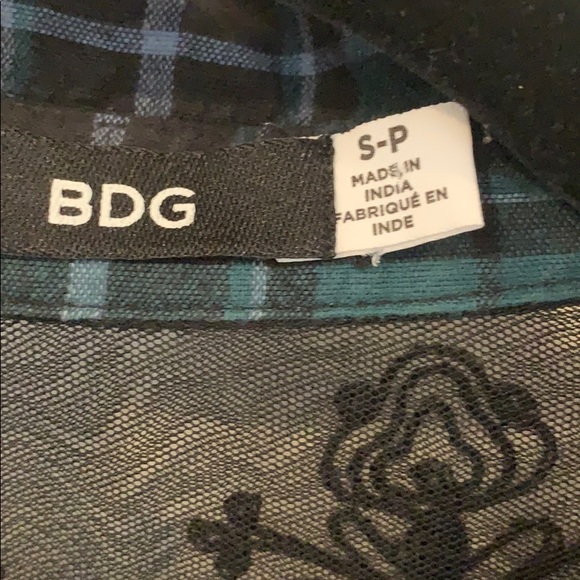 BDG
S-P
MADE IN
INDIA
FABRIQUÉ EN
INDE